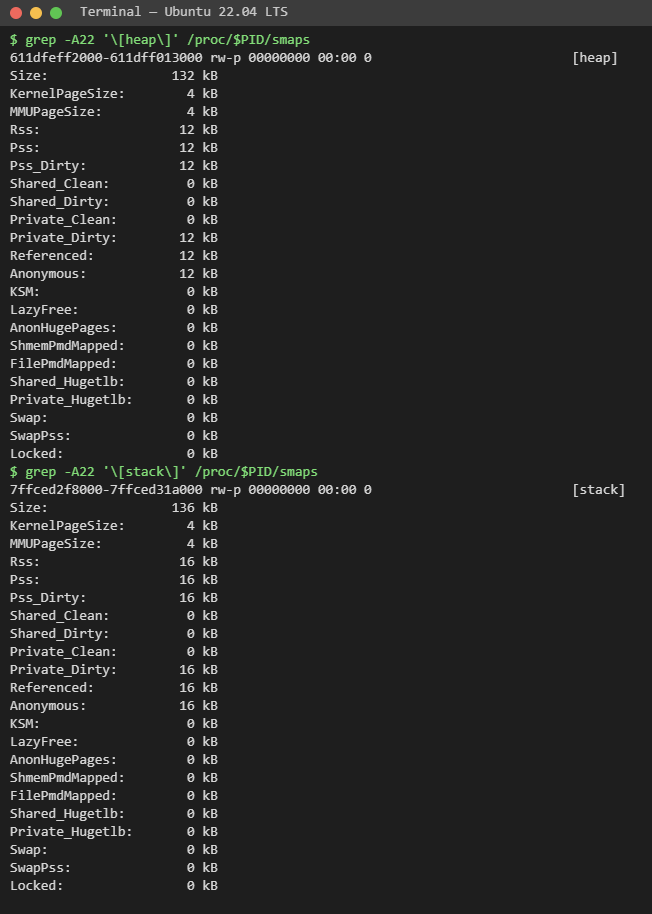 Terminal — Ubuntu 22.04 LTS
$ grep -A22 '\[heap\]' /proc/$PID/smaps
611dfeff2000-611dff013000 rw-p 00000000 00:00 0                          [heap]
Size:                132 kB
KernelPageSize:        4 kB
MMUPageSize:           4 kB
Rss:                  12 kB
Pss:                  12 kB
Pss_Dirty:            12 kB
Shared_Clean:          0 kB
Shared_Dirty:          0 kB
Private_Clean:         0 kB
Private_Dirty:        12 kB
Referenced:           12 kB
Anonymous:            12 kB
KSM:                   0 kB
LazyFree:              0 kB
AnonHugePages:         0 kB
ShmemPmdMapped:        0 kB
FilePmdMapped:         0 kB
Shared_Hugetlb:        0 kB
Private_Hugetlb:       0 kB
Swap:                  0 kB
SwapPss:               0 kB
Locked:                0 kB
$ grep -A22 '\[stack\]' /proc/$PID/smaps
7ffced2f8000-7ffced31a000 rw-p 00000000 00:00 0                          [stack]
Size:                136 kB
KernelPageSize:        4 kB
MMUPageSize:           4 kB
Rss:                  16 kB
Pss:                  16 kB
Pss_Dirty:            16 kB
Shared_Clean:          0 kB
Shared_Dirty:          0 kB
Private_Clean:         0 kB
Private_Dirty:        16 kB
Referenced:           16 kB
Anonymous:            16 kB
KSM:                   0 kB
LazyFree:              0 kB
AnonHugePages:         0 kB
ShmemPmdMapped:        0 kB
FilePmdMapped:         0 kB
Shared_Hugetlb:        0 kB
Private_Hugetlb:       0 kB
Swap:                  0 kB
SwapPss:               0 kB
Locked:                0 kB